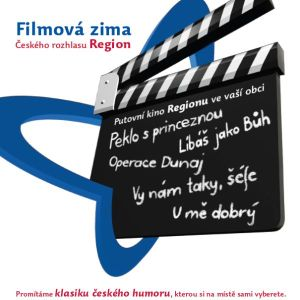 Filmová zima
Českého rozhlasu Region
Putovní kino Regionu ve vaší obci
Peklo s princeznou
Líbáš jako Bůh
Operace Dunaj
Vy nám taky, šéfe
U mě dobrý
Promítáme klasiku českého humoru, kterou si na místě sami vyberete.